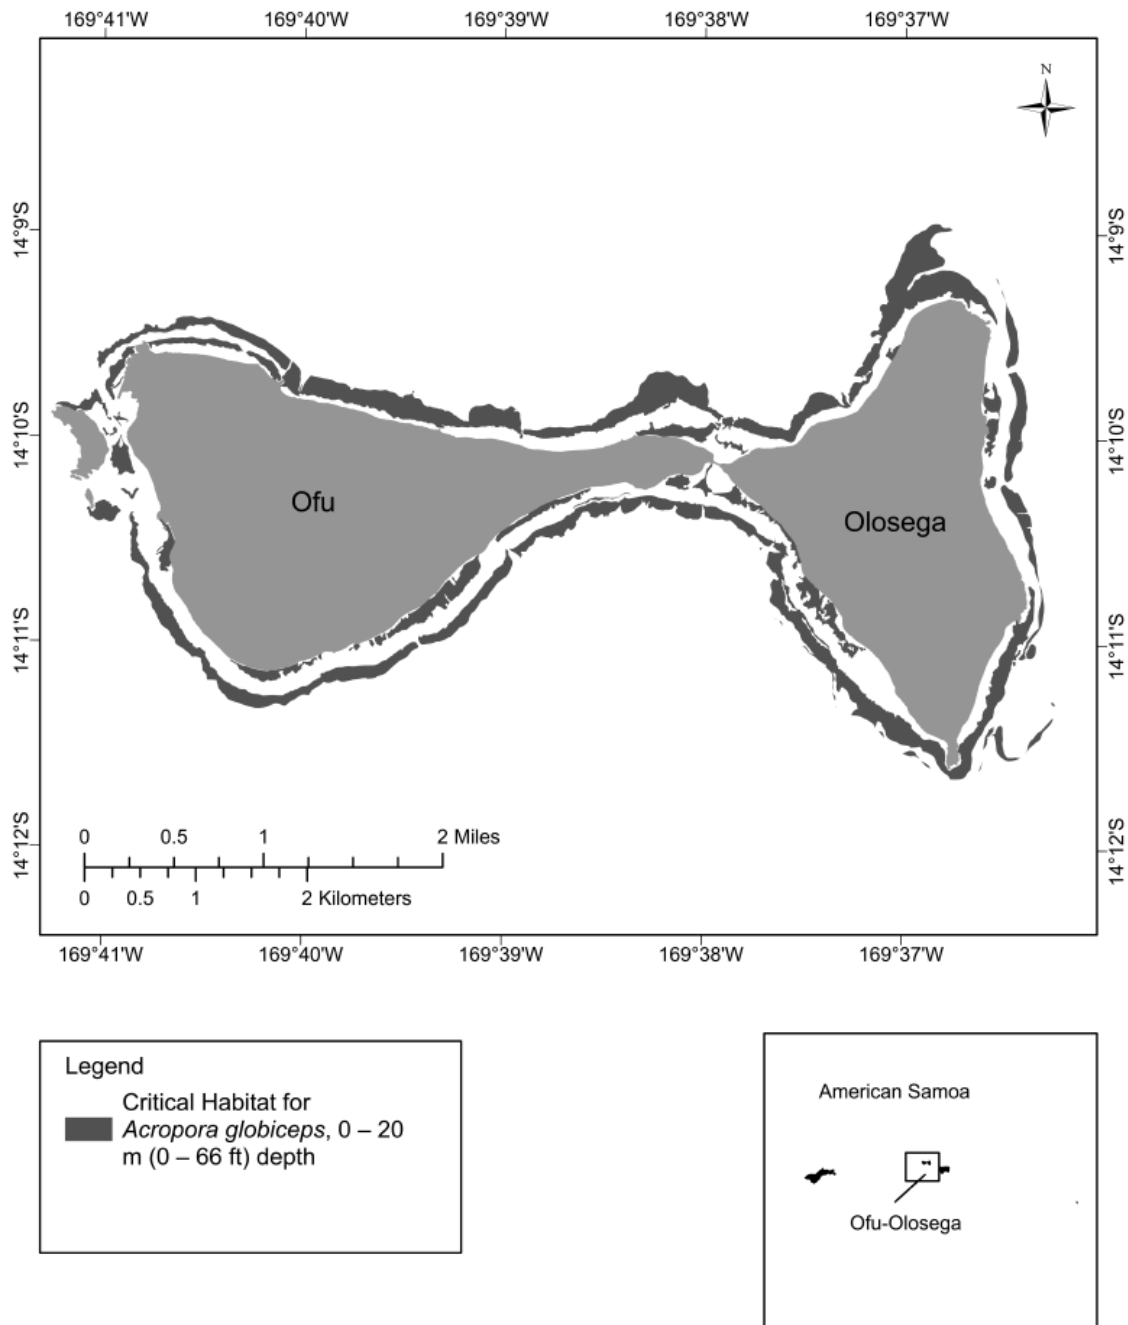 169°41'W 169°40'W 169°39'W 169°38'W 169°37'W
N
14°9'S 14°9'S
14°10'S 14°10'S
Ofu
Olosega
14°11'S 14°11'S
14°12'S 14°12'S
0 0.5 1 2 Miles
0 0.5 1 2 Kilometers
169°41'W 169°40'W 169°39'W 169°38'W 169°37'W
Legend
Critical Habitat for
Acropora globiceps, 0 – 20
m (0 – 66 ft) depth
American Samoa
Ofu-Olosega